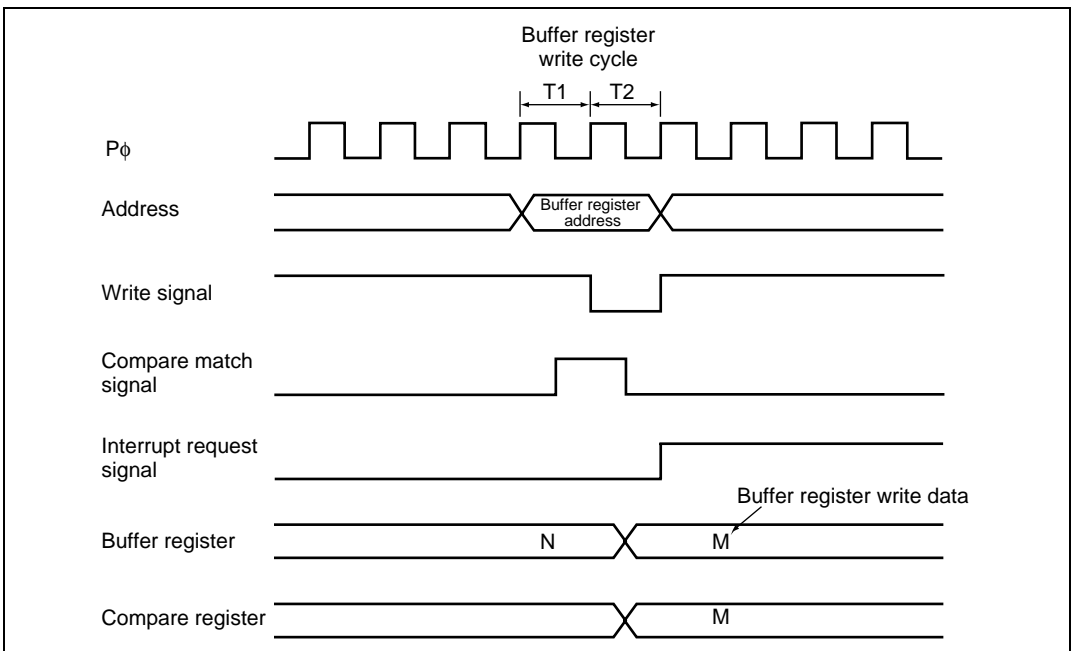 Buffer register
write cycle
T1 T2
Pϕ
Address
Buffer register
address
Write signal
Compare match
signal
Interrupt request
signal
Buffer register write data
Buffer register N M
Compare register M